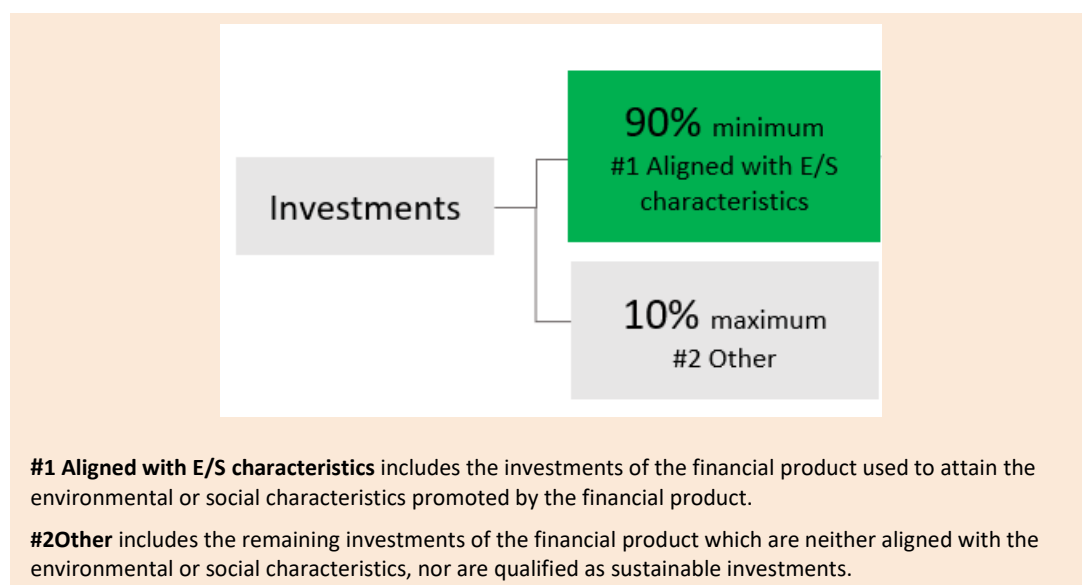 90% minimum
#1 Aligned with E/S
characteristics
Investments
10% maximum
#2 Other
#1 Aligned with E/S characteristics includes the investments of the financial product used to attain the
environmental or social characteristics promoted by the financial product.
#2Other includes the remaining investments of the financial product which are neither aligned with the
environmental or social characteristics, nor are qualified as sustainable investments.